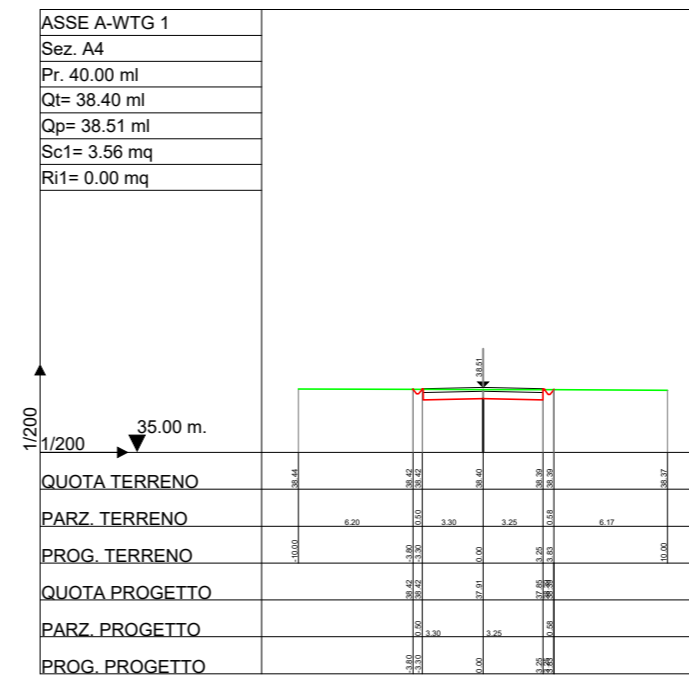 ASSE A-WTG 1
Sez. A4
Pr. 40.00 ml
Qt= 38.40 ml
Qp= 38.51 ml
Sc1= 3.56 mq
Ri1= 0.00 mq
38.51
1/200
35.00 m.
1/200
QUOTA TERRENO 38.44 38.42 38.42 38.40 38.39 38.39 38.37
PARZ. TERRENO 6.20 0.50 3.30 3.25 0.58 6.17
PROG. TERRENO -10.00 -3.80 -3.30 0.00 3.25 3.83 10.00
QUOTA PROGETTO 38.42 38.42 37.91 37.85
PARZ. PROGETTO 0.50 3.30 3.25 0.58
PROG. PROGETTO -3.80 -3.30 0.00 3.25